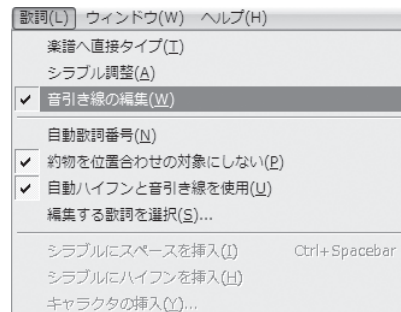 歌詞(L) ウィンドウ(W) ヘルプ(H)
楽譜へ直接タイプ(T)
シラブル調整(A)
✓ 音引き線の編集(W)
自動歌詞番号(N)
✓ 約物を位置合わせの対象にしない(P)
✓ 自動ハイフンと音引き線を使用(U)
編集する歌詞を選択(S)...
シラブルにスペースを挿入(I) Ctrl+Spacebar
シラブルにハイフンを挿入(H)
キャラクタの挿入(Y)...